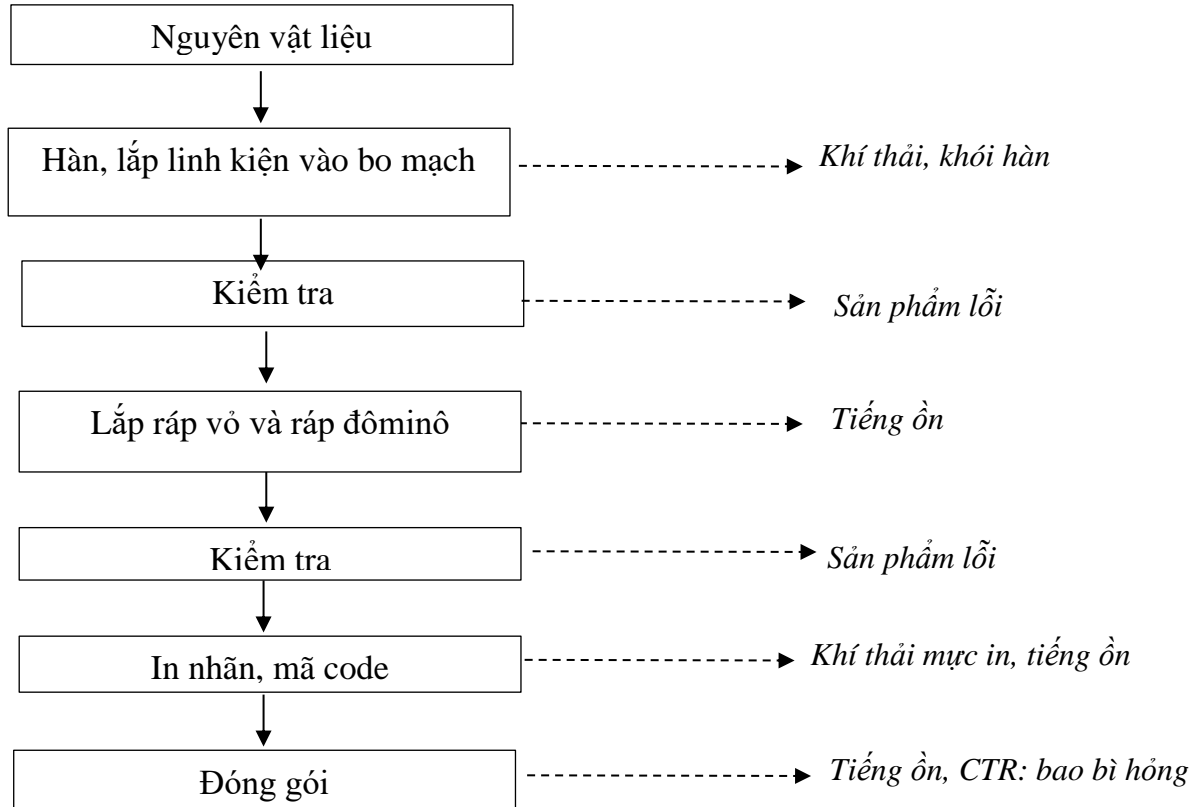 Nguyên vật liệu
Hàn, lắp linh kiện vào bo mạch
Khí thải, khói hàn
Kiểm tra
Sản phẩm lỗi
Lắp ráp vỏ và ráp đôminô
Tiếng ồn
Kiểm tra
Sản phẩm lỗi
In nhãn, mã code
Khí thải mực in, tiếng ồn
Đóng gói
Tiếng ồn, CTR: bao bì hỏng